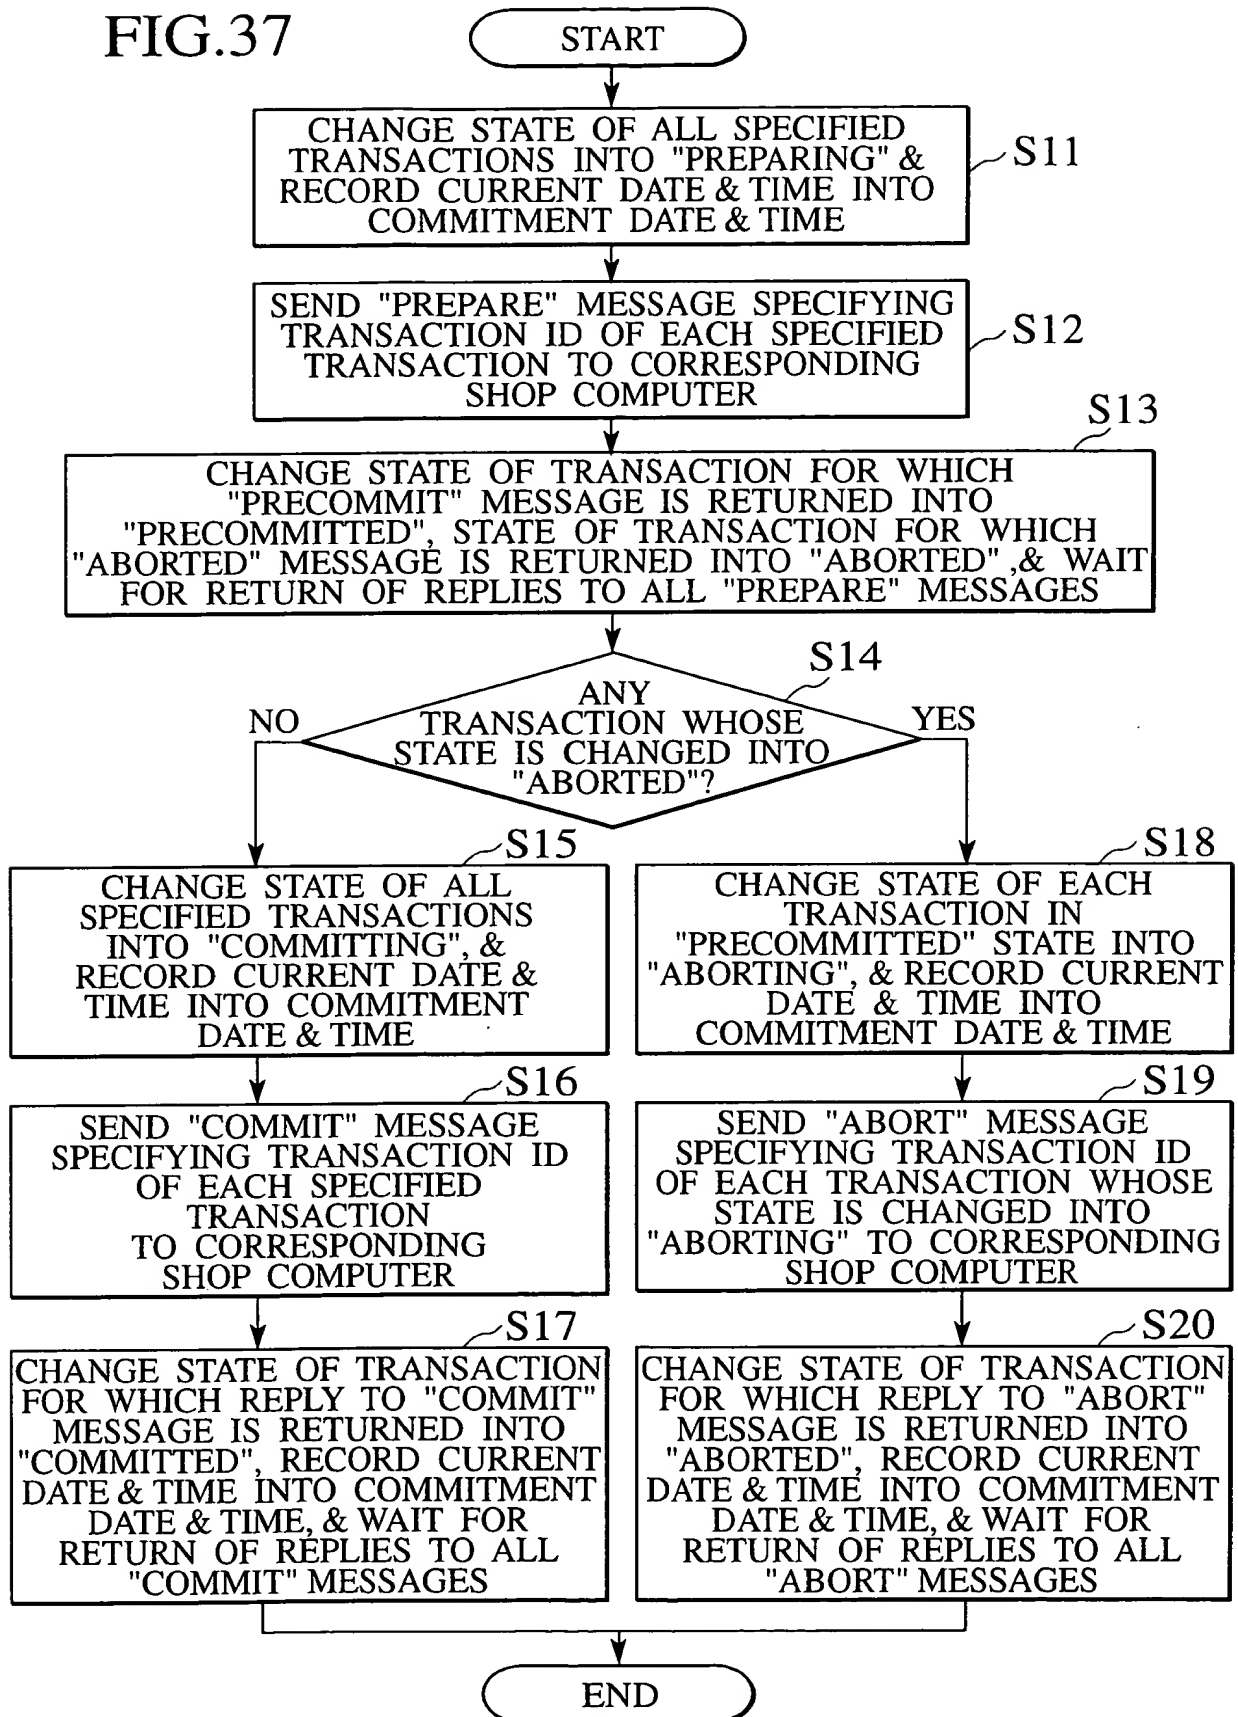 FIG.37
START
CHANGE STATE OF ALL SPECIFIED
TRANSACTIONS INTO "PREPARING" &
RECORD CURRENT DATE & TIME INTO
COMMITMENT DATE & TIME
S11
SEND "PREPARE" MESSAGE SPECIFYING
TRANSACTION ID OF EACH SPECIFIED
TRANSACTION TO CORRESPONDING
SHOP COMPUTER
S12
S13
CHANGE STATE OF TRANSACTION FOR WHICH
"PRECOMMIT" MESSAGE IS RETURNED INTO
"PRECOMMITTED", STATE OF TRANSACTION FOR WHICH
"ABORTED" MESSAGE IS RETURNED INTO "ABORTED" ,& WAIT
FOR RETURN OF REPLIES TO ALL "PREPARE" MESSAGES
S14
ANY
TRANSACTION WHOSE
STATE IS CHANGED INTO
"ABORTED"?
NO
YES
S15
CHANGE STATE OF ALL
SPECIFIED TRANSACTIONS
INTO "COMMITTING", &
RECORD CURRENT DATE &
TIME INTO COMMITMENT
DATE & TIME
S16
SEND "COMMIT" MESSAGE
SPECIFYING TRANSACTION ID
OF EACH SPECIFIED
TRANSACTION
TO CORRESPONDING
SHOP COMPUTER
S17
CHANGE STATE OF TRANSACTION
FOR WHICH REPLY TO "COMMIT"
MESSAGE IS RETURNED INTO
"COMMITTED", RECORD CURRENT
DATE & TIME INTO COMMITMENT
DATE & TIME, & WAIT FOR
RETURN OF REPLIES TO ALL
"COMMIT" MESSAGES
S18
CHANGE STATE OF EACH
TRANSACTION IN
"PRECOMMITTED" STATE INTO
"ABORTING", & RECORD CURRENT
DATE & TIME INTO
COMMITMENT DATE & TIME
S19
SEND "ABORT" MESSAGE
SPECIFYING TRANSACTION ID
OF EACH TRANSACTION WHOSE
STATE IS CHANGED INTO
"ABORTING" TO CORRESPONDING
SHOP COMPUTER
S20
CHANGE STATE OF TRANSACTION
FOR WHICH REPLY TO "ABORT"
MESSAGE IS RETURNED INTO
"ABORTED", RECORD CURRENT
DATE & TIME INTO COMMITMENT
DATE & TIME, & WAIT FOR
RETURN OF REPLIES TO ALL
"ABORT" MESSAGES
END